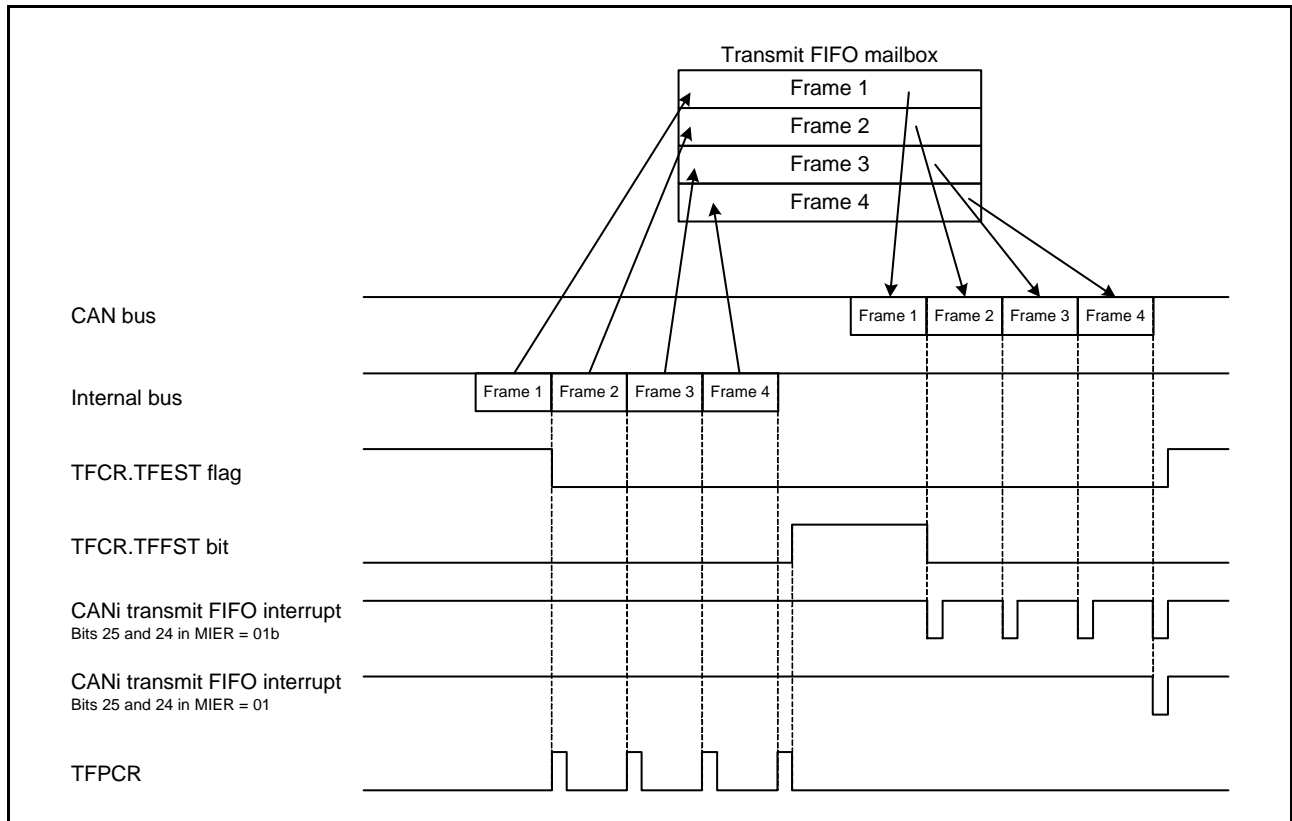 Transmit FIFO mailbox
Frame 1
Frame 2
Frame 3
Frame 4
CAN bus
Frame 1 Frame 2 Frame 3 Frame 4
Internal bus
Frame 1 Frame 2 Frame 3 Frame 4
TFCR.TFEST flag
TFCR.TFFST bit
CANi transmit FIFO interrupt
Bits 25 and 24 in MIER = 01b
CANi transmit FIFO interrupt
Bits 25 and 24 in MIER = 01
TFPCR